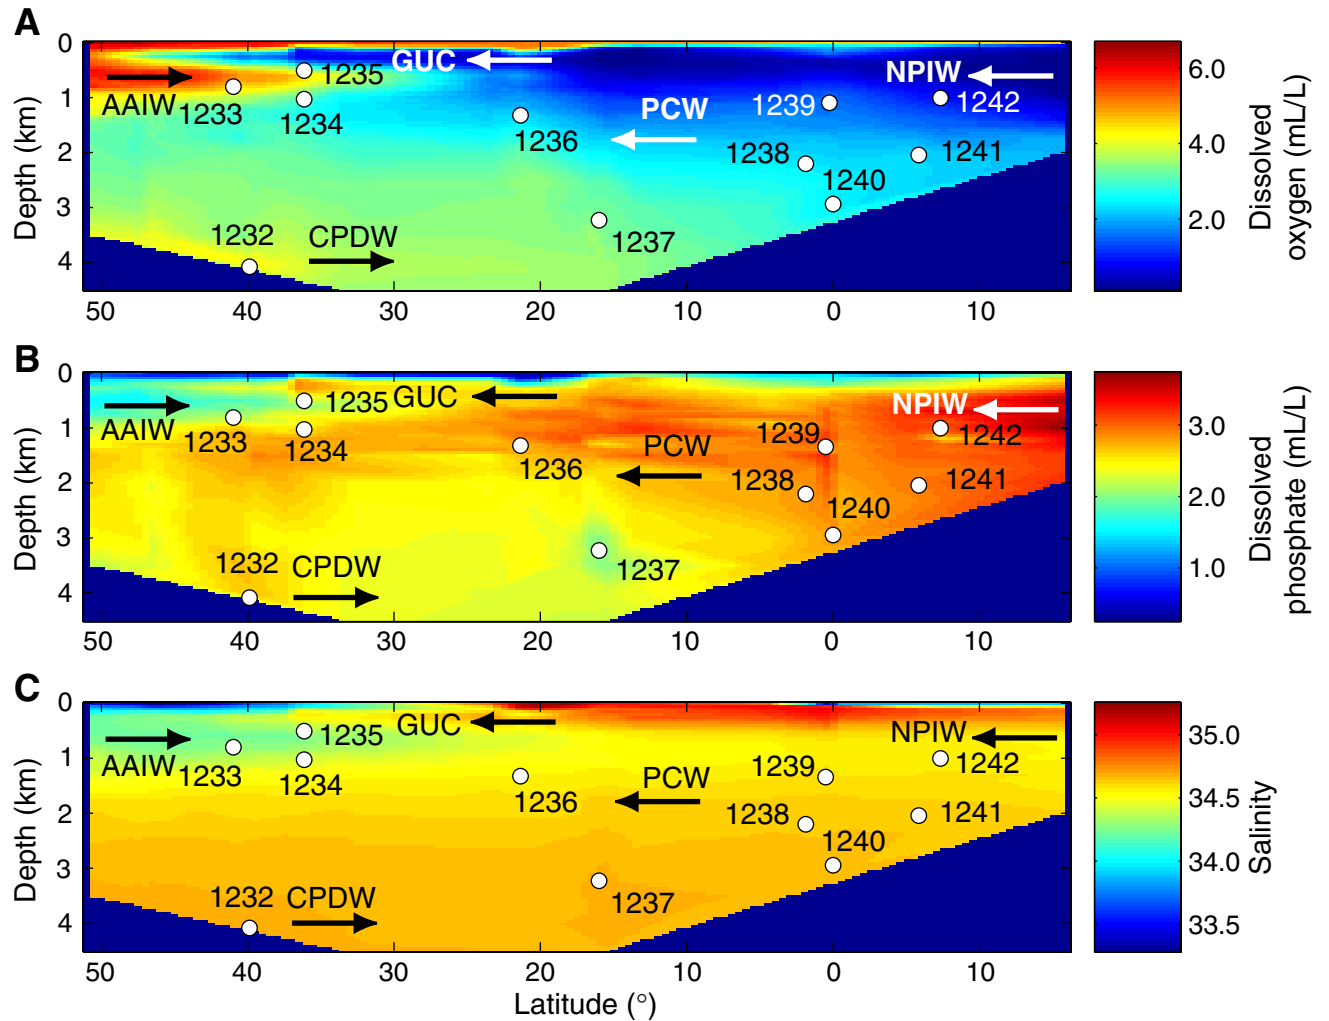 A
0
1
2
3
4
Depth (km)
50
40
30
20
10
0
10
AAIW
1233
1235
1234
GUC
1236
PCW
NPIW
1239
1242
1238
1241
1240
1232
CPDW
1237
6.0
4.0
2.0
Dissolved
oxygen (mL/L)
B
0
1
2
3
4
Depth (km)
50
40
30
20
10
0
10
AAIW
1233
1235
1234
GUC
1236
PCW
NPIW
1239
1242
1238
1241
1240
1232
CPDW
1237
3.0
2.0
1.0
Dissolved
phosphate (mL/L)
C
0
1
2
3
4
Depth (km)
50
40
30
20
10
0
10
AAIW
1233
1235
1234
GUC
1236
PCW
NPIW
1239
1242
1238
1241
1240
1232
CPDW
1237
35.0
34.5
34.0
33.5
Salinity
Latitude (°)